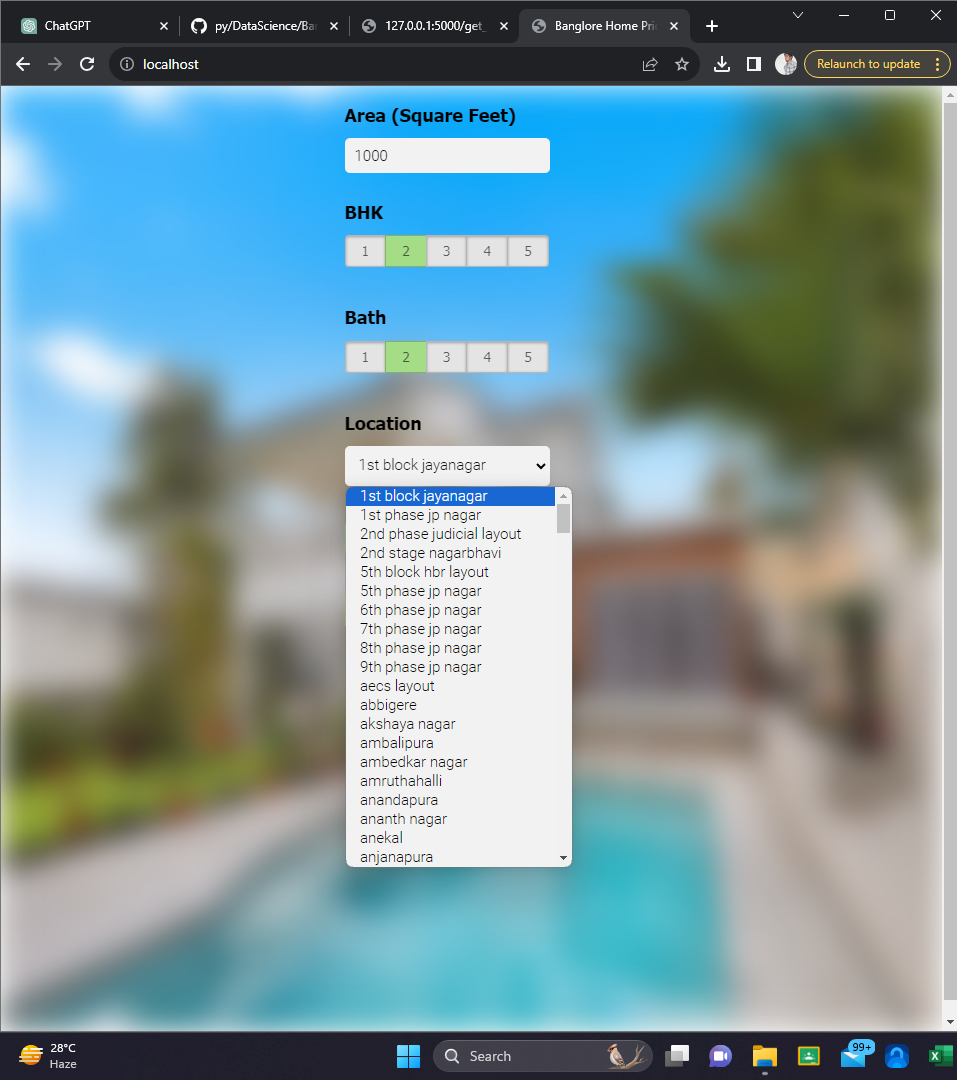 ChatGPT
py/DataScience/Ba
127.0.0.1:5000/get_
Banglore Home Pri
localhost
Relaunch to update
Area (Square Feet)
1000
BHK
1 2 3 4 5
Bath
1 2 3 4 5
Location
1st block jayanagar
1st block jayanagar
1st phase jp nagar
2nd phase judicial layout
2nd stage nagarbhavi
5th block hbr layout
5th phase jp nagar
6th phase jp nagar
7th phase jp nagar
8th phase jp nagar
9th phase jp nagar
aecs layout
abbigere
akshaya nagar
ambalipura
ambedkar nagar
amruthahalli
anandapura
ananth nagar
anekal
anjanapura
28°C
Haze
Search
99+